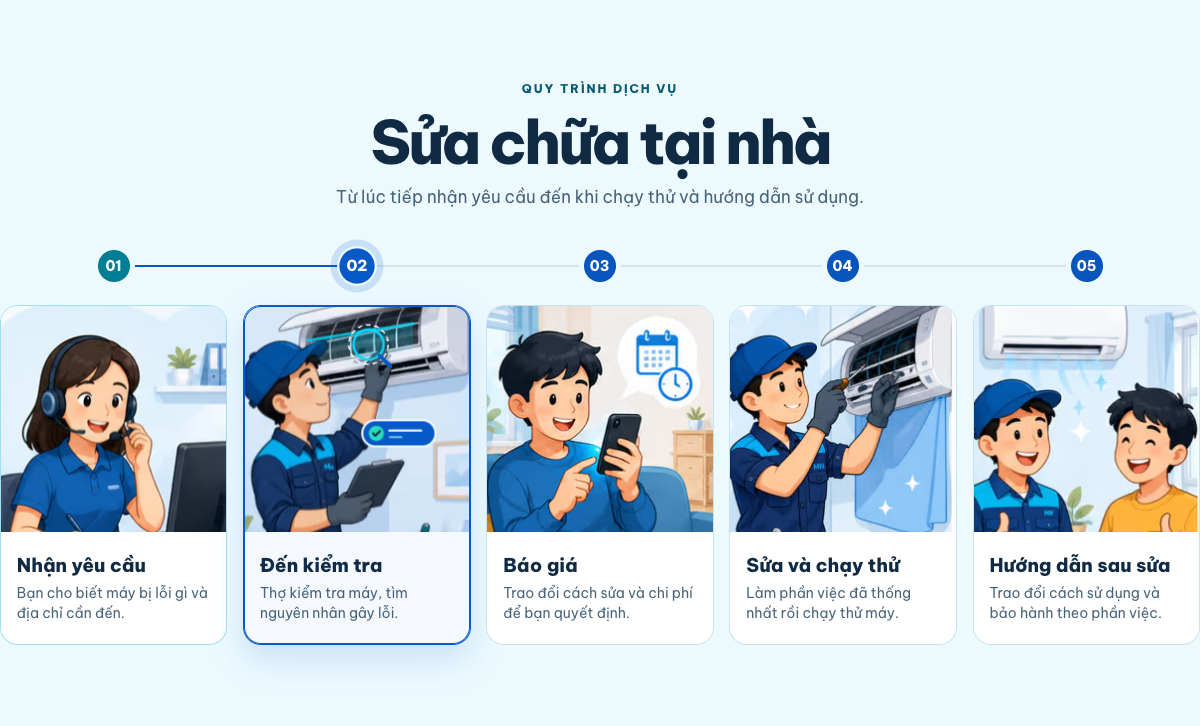 QUY TRÌNH DỊCH VỤ
Sửa chữa tại nhà
Từ lúc tiếp nhận yêu cầu đến khi chạy thử và hướng dẫn sử dụng.
01
02
03
04
05
Nhận yêu cầu
Bạn cho biết máy bị lỗi gì và
địa chỉ cần đến.
Đến kiểm tra
Thợ kiểm tra máy, tìm
nguyên nhân gây lỗi.
Báo giá
Trao đổi cách sửa và chi phí
để bạn quyết định.
Sửa và chạy thử
Làm phần việc đã thống
nhất rồi chạy thử máy.
Hướng dẫn sau sửa
Trao đổi cách sử dụng và
bảo hành theo phần việc.